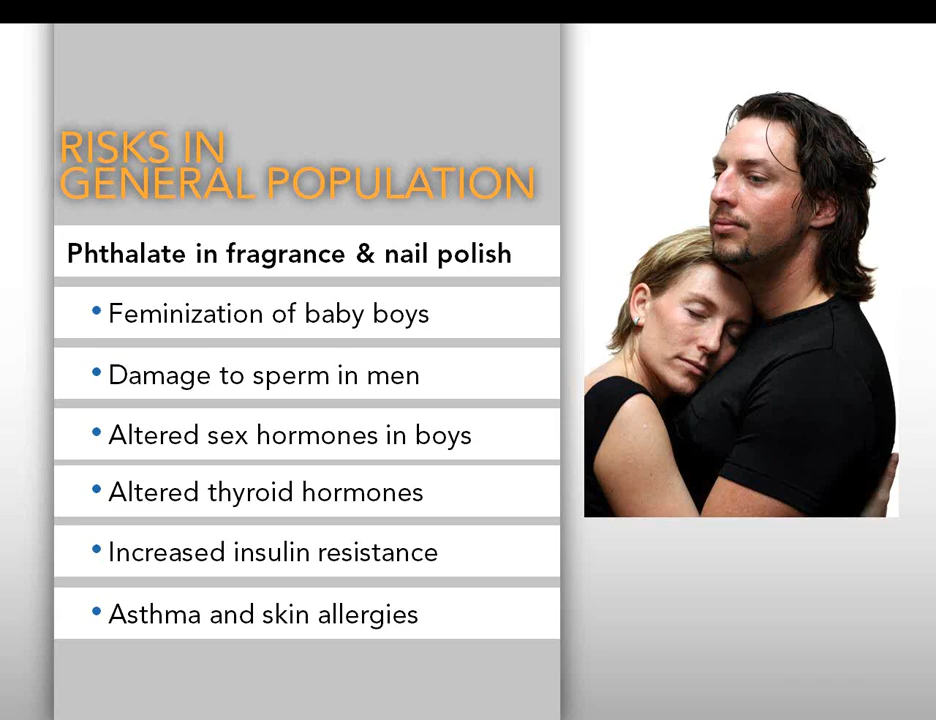 RISKS IN
GENERAL POPULATION
Phthalate in fragrance & nail polish
• Feminization of baby boys
• Damage to sperm in men
• Altered sex hormones in boys
• Altered thyroid hormones
• Increased insulin resistance
• Asthma and skin allergies